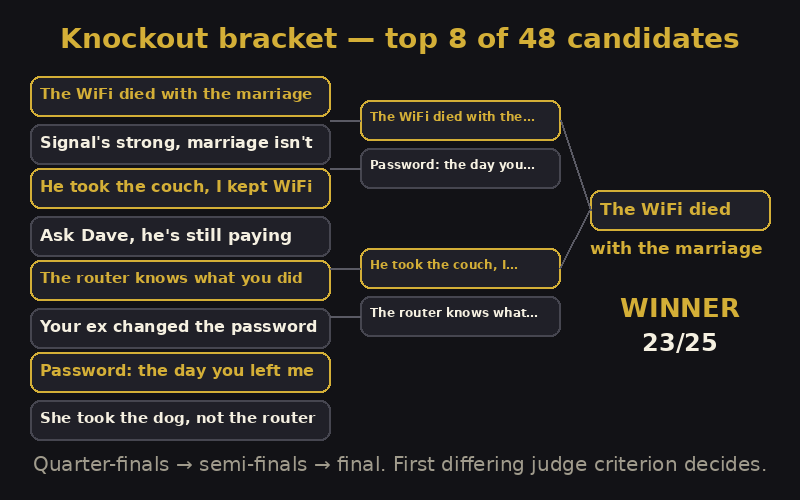 Knockout bracket — top 8 of 48 candidates
The WiFi died with the marriage
Signal's strong, marriage isn't
He took the couch, I kept WiFi
Ask Dave, he's still paying
The router knows what you did
Your ex changed the password
Password: the day you left me
She took the dog, not the router
The WiFi died with the…
Password: the day you…
He took the couch, I…
The router knows what…
The WiFi died
with the marriage
WINNER
23/25
Quarter-finals → semi-finals → final. First differing judge criterion decides.